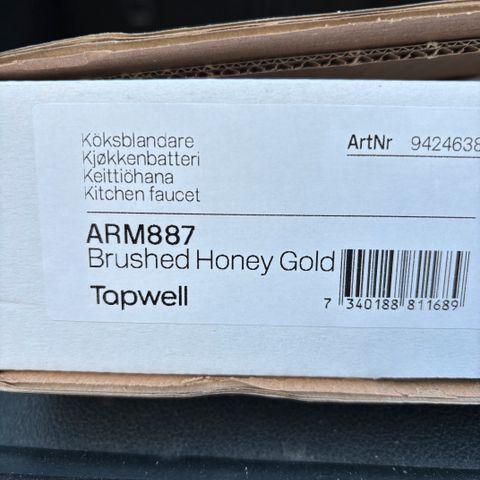 Köksblandare
Kjøkkenbatteri
Keittiöhana
Kitchen faucet
ArtNr 9424638
ARM887
Brushed Honey Gold
Tapwell
7 340188 811689